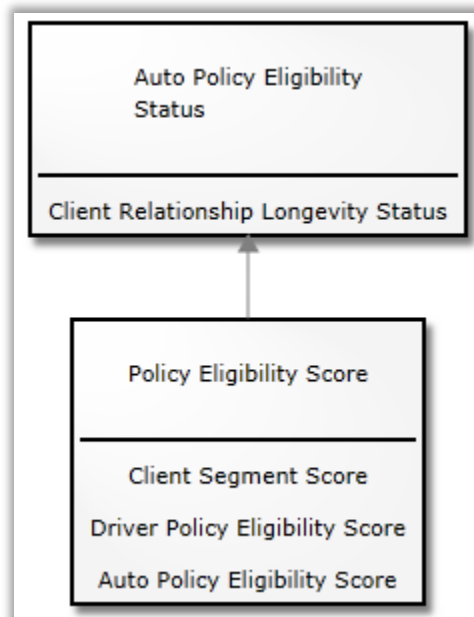 Auto Policy Eligibility
Status
Client Relationship Longevity Status
Policy Eligibility Score
Client Segment Score
Driver Policy Eligibility Score
Auto Policy Eligibility Score